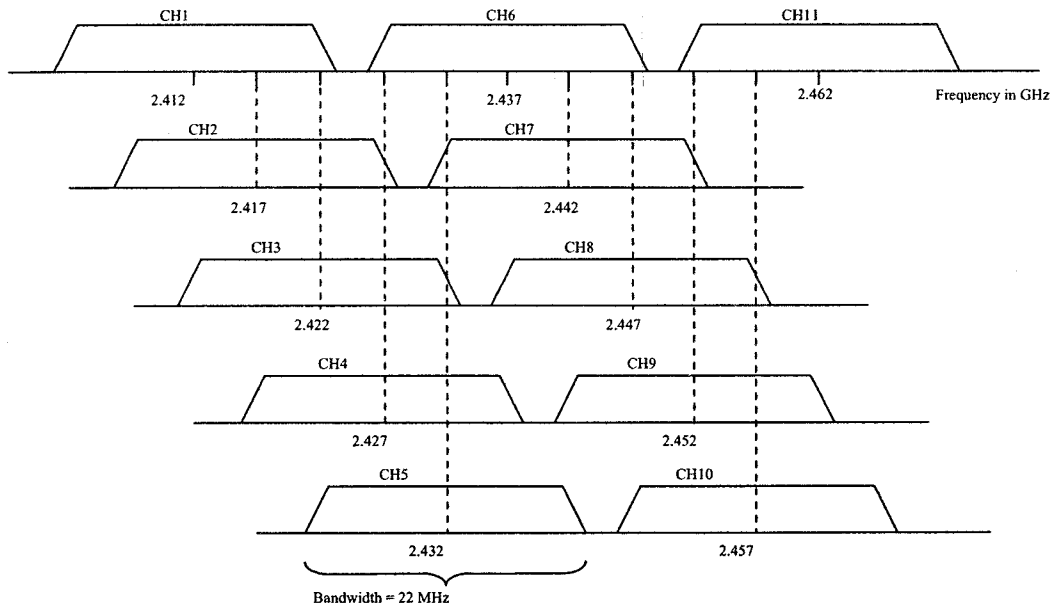 CH1 CH6 CH11
2.412 2.437 2.462 Frequency in GHz
CH2 CH7
2.417 2.442
CH3 CH8
2.422 2.447
CH4 CH9
2.427 2.452
CH5 CH10
2.432 2.457
Bandwidth = 22 MHz